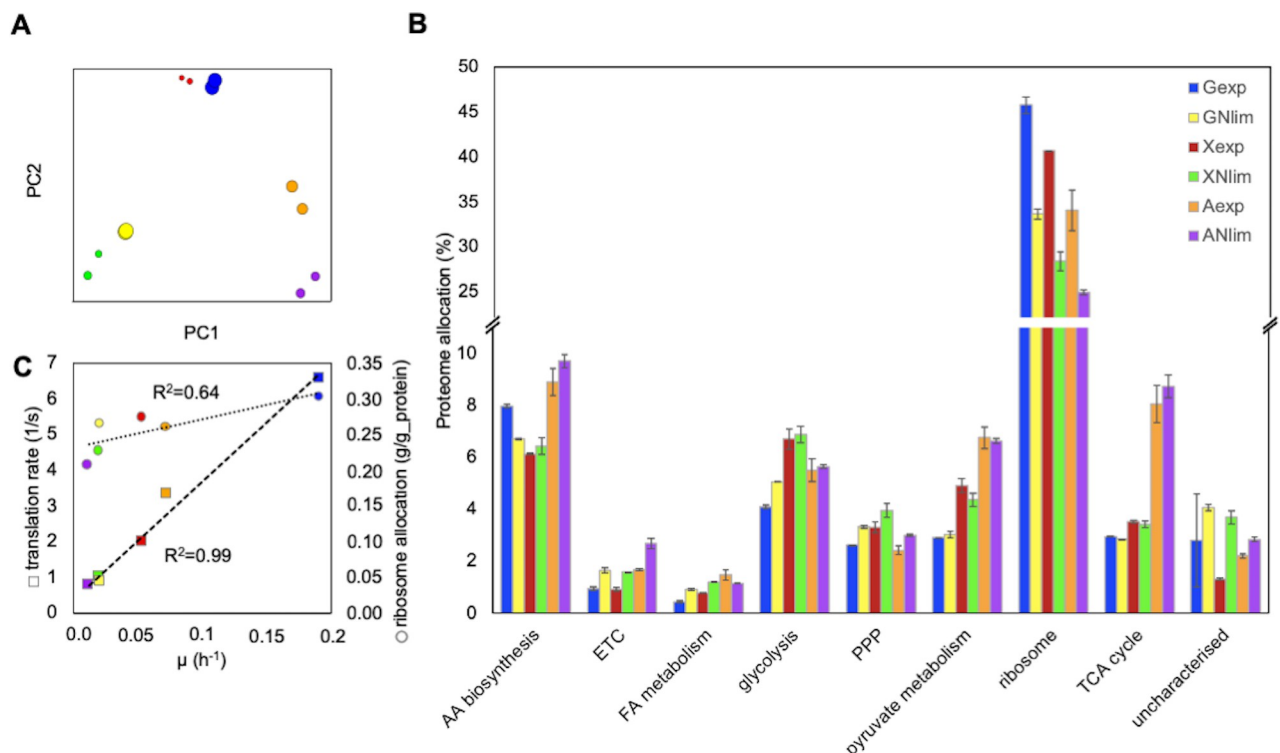 A
PC2
PC1
B
Proteome allocation (%)
50
45
40
35
30
25
10
8
6
4
2
0
Gexp
GNlim
Xexp
XNlim
Aexp
ANlim
AA biosynthesis
ETC
FA metabolism
glycolysis
PPP
pyruvate metabolism
ribosome
TCA cycle
uncharacterised
C
translation rate (1/s)
7
6
5
4
3
2
1
0
R²=0.64
R²=0.99
0.35
0.30
0.25
0.20
0.15
0.10
0.05
0.00
ribosome allocation (g/g_protein)
0.0 0.05 0.1 0.15 0.2
μ (h⁻¹)